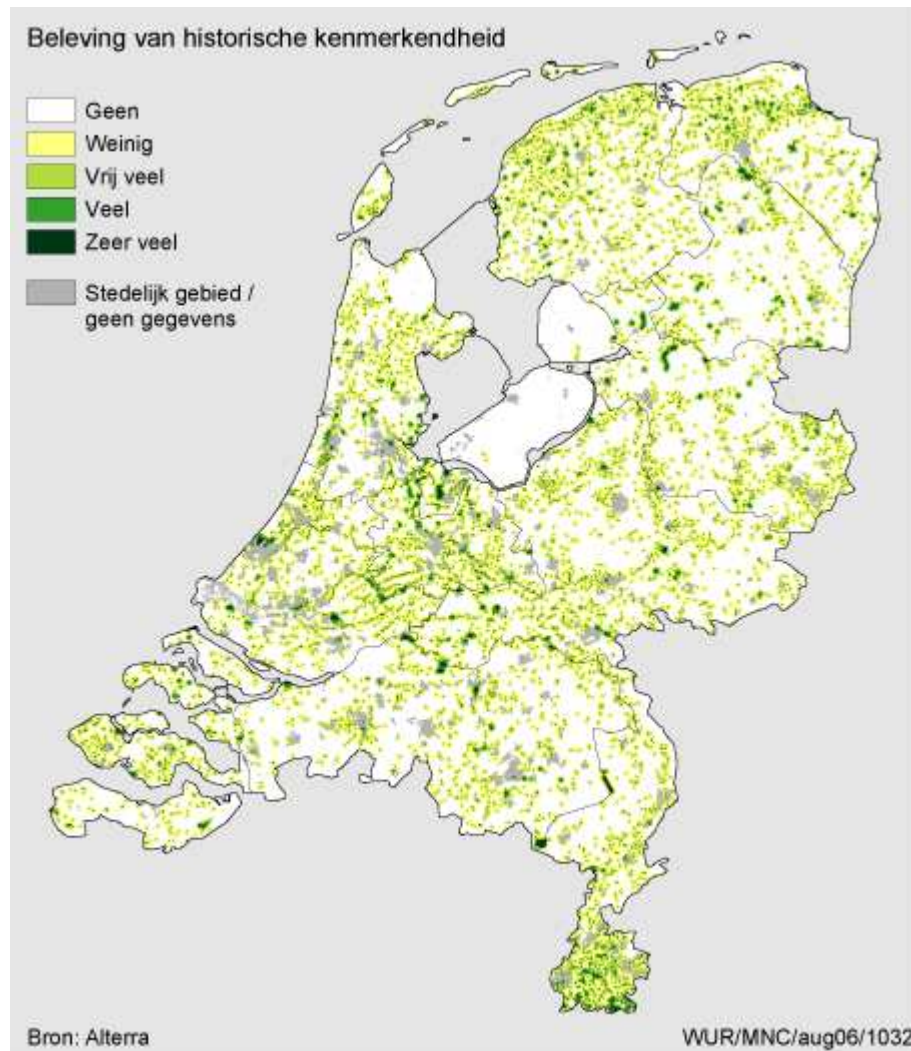 Beleving van historische kenmerkendheid
Geen
Weinig
Vrij veel
Veel
Zeer veel
Stedelijk gebied /
geen gegevens
Bron: Alterra
WUR/MNC/aug06/1032